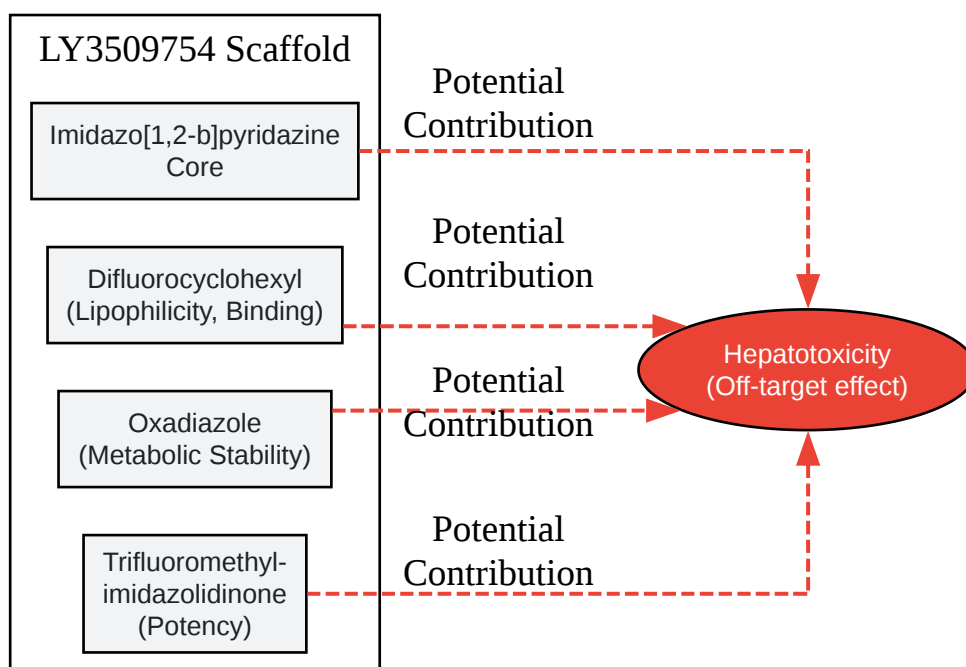 LY3509754 Scaffold
Imidazo[1,2-b]pyridazine
Core
Potential
Contribution
Difluorocyclohexyl
(Lipophilicity, Binding)
Potential
Contribution
Oxadiazole
(Metabolic Stability)
Potential
Contribution
Trifluoromethyl-
imidazolidinone
(Potency)
Potential
Contribution
Hepatotoxicity
(Off-target effect)